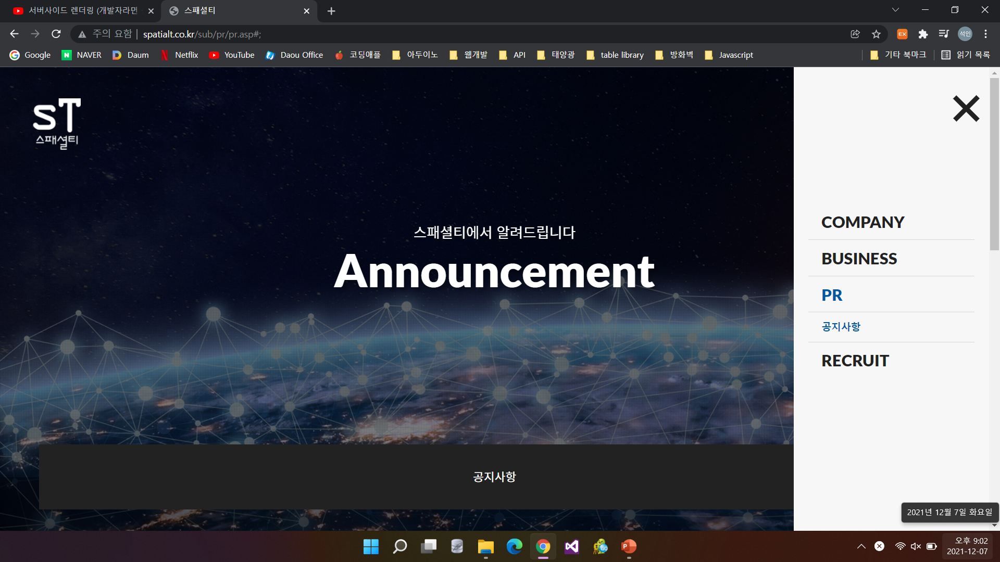 서버사이드 렌더링 (개발자라면
스패셜티
주의 요함 | spatialt.co.kr/sub/pr/pr.asp#;
EX
석인
Google NAVER Daum Netflix YouTube Daou Office 코딩애플 아두이노 웹개발 API 태양광 table library 방화벽 Javascript 기타 북마크 읽기 목록
sT
스패셜티
스패셜티에서 알려드립니다
Announcement
공지사항
COMPANY
BUSINESS
PR
공지사항
RECRUIT
2021년 12월 7일 화요일
GO
P
오후 9:02
2021-12-07